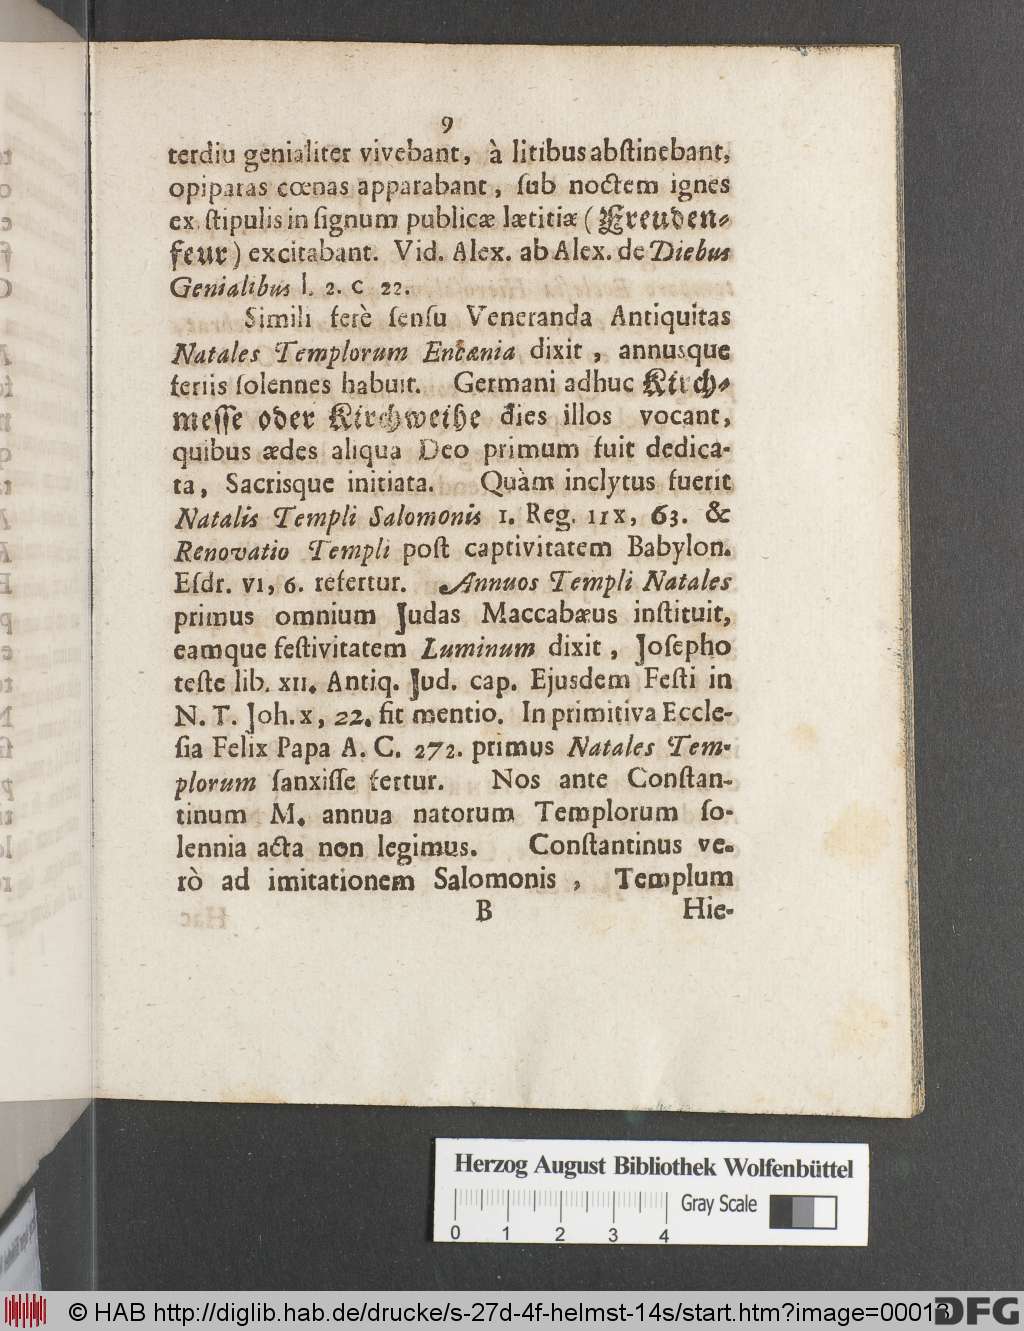 9
terdiu genialiter vivebant, à litibus abſtinebant,
opiparas cœnas apparabant, ſub noctem ignes
ex ſtipulis in ſignum publicæ lætitiæ (Freuden⸗
feur) excitabant. Vid. Alex. ab Alex. de Diebus
Genialibus l. 2. c 22.
Simili ferè ſenſu Veneranda Antiquitas
Natales Templorum Encænia dixit, annusque
feriis ſolennes habuit. Germani adhuc Kirch⸗
meſſe oder Kirchweihe dies illos vocant,
quibus ædes aliqua Deo primum fuit dedica-
ta, Sacrisque initiata. Quàm inclytus fuerit
Natalis Templi Salomonis 1. Reg. IIX, 63. &
Renovatio Templi poſt captivitatem Babylon.
Eſdr. VI, 6. refertur. Annuos Templi Natales
primus omnium Judas Maccabæus inſtituit,
eamque feſtivitatem Luminum dixit, Joſepho
teſte lib. XII. Antiq. Jud. cap. Ejusdem Feſti in
N. T. Joh. X, 22. fit mentio. In primitiva Eccle-
ſia Felix Papa A. C. 272. primus Natales Tem-
plorum ſanxiſſe fertur. Nos ante Conſtan-
tinum M. annua natorum Templorum ſo-
lennia acta non legimus. Conſtantinus ve-
rò ad imitationem Salomonis, Templum
B Hie-
Herzog August Bibliothek Wolfenbüttel
Gray Scale
0 1 2 3 4
© HAB http://diglib.hab.de/drucke/s-27d-4f-helmst-14s/start.htm?image=00013
DFG